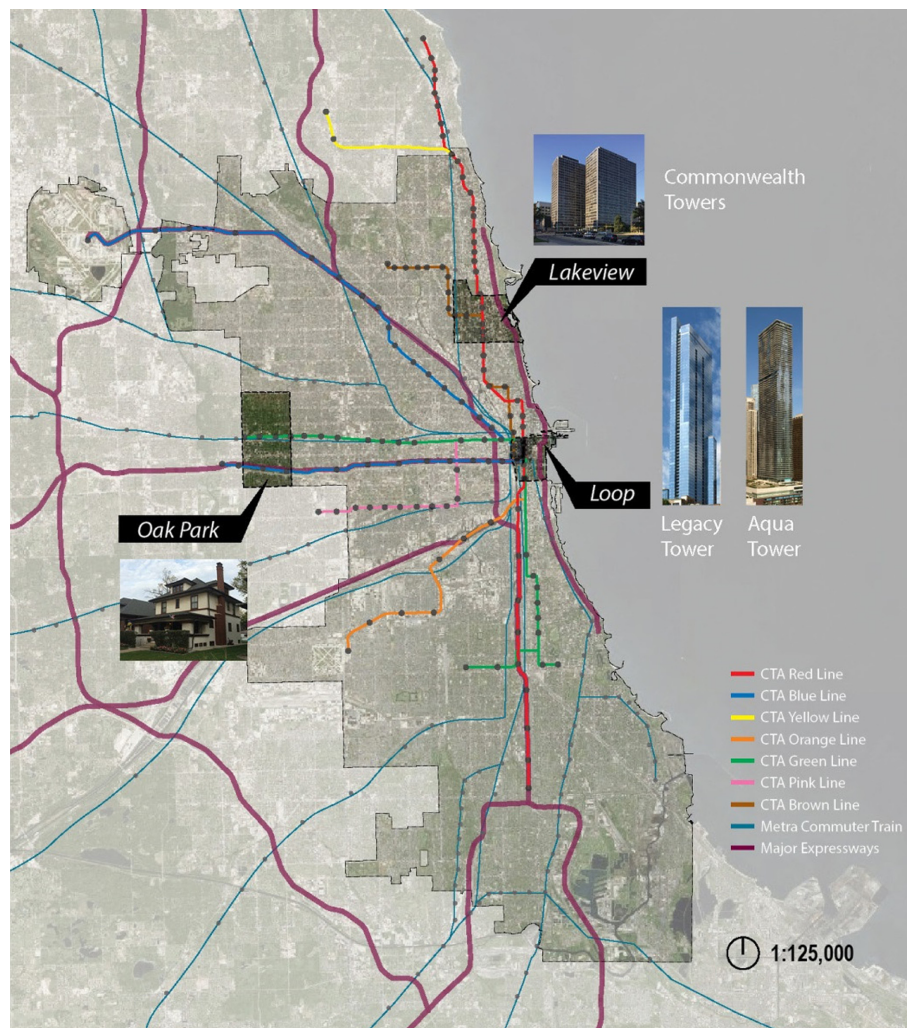 Commonwealth
Towers
Lakeview
Loop
Legacy
Tower
Aqua
Tower
Oak Park
CTA Red Line
CTA Blue Line
CTA Yellow Line
CTA Orange Line
CTA Green Line
CTA Pink Line
CTA Brown Line
Metra Commuter Train
Major Expressways
1:125,000